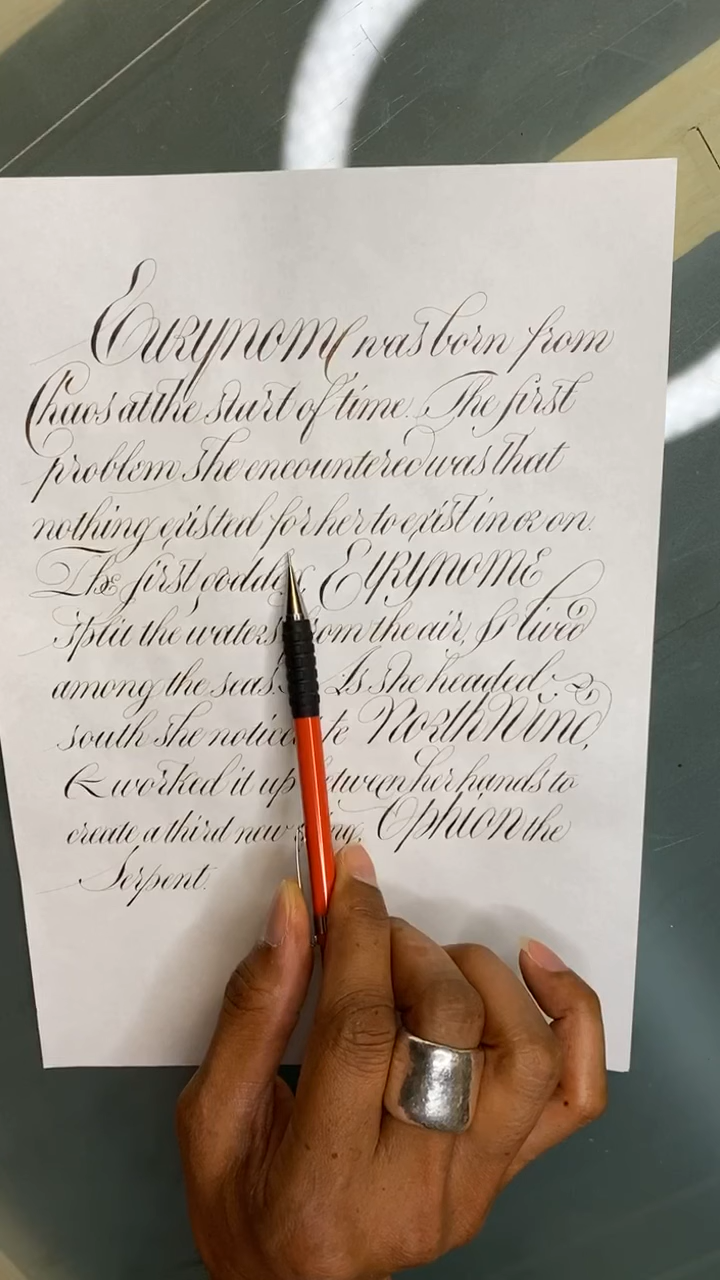 Eurynome was born from
Chaos at the start of time. The first
problem she encountered was that
nothing existed for her to exist in or on.
The first goddess, Eurynome
split the waters from the air, & lived
among the seas. As she headed
south she noticed te North Wind,
& worked it up between her hands to
create a third new being, Ophion the
Serpent.